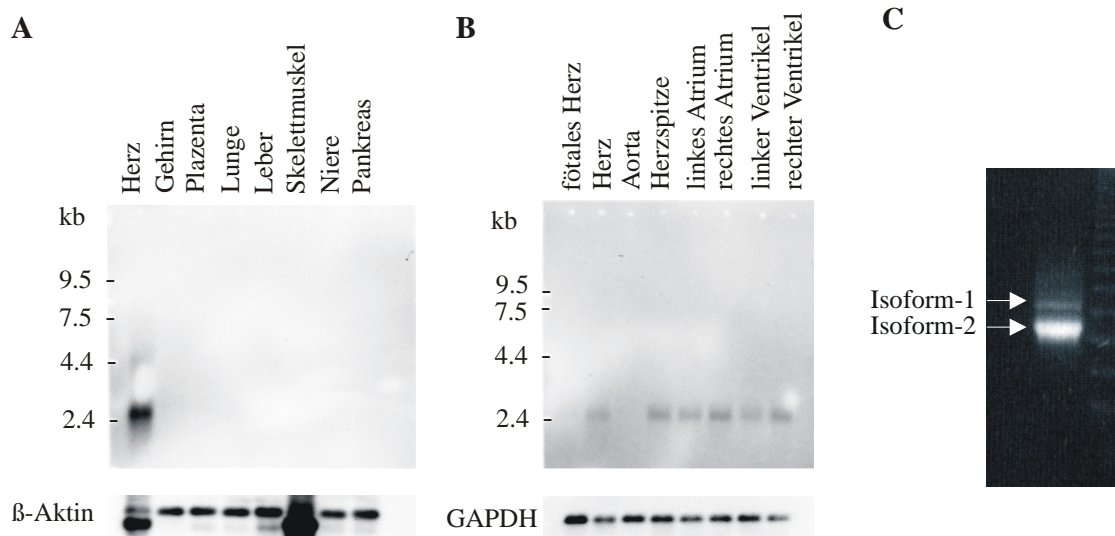 A
Herz
Gehirn
Plazenta
Lunge
Leber
Skelettmuskel
Niere
Pankreas
kb
9.5 -
7.5 -
4.4 -
2.4 -
ß-Aktin
B
fötales Herz
Herz
Aorta
Herzspitze
linkes Atrium
rechtes Atrium
linker Ventrikel
rechter Ventrikel
kb
9.5 -
7.5 -
4.4 -
2.4 -
GAPDH
C
Isoform-1
Isoform-2